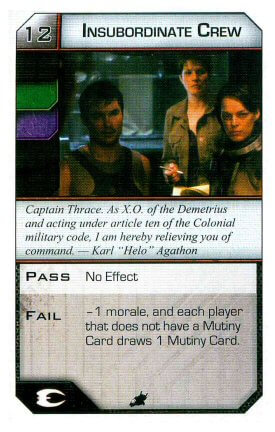 12
INSUBORDINATE CREW
Captain Thrace. As X.O. of the Demetrius
and acting under article ten of the Colonial
military code, I am hereby relieving you of
command. — Karl "Helo" Agathon
PASS No Effect
FAIL -1 morale, and each player
that does not have a Mutiny
Card draws 1 Mutiny Card.